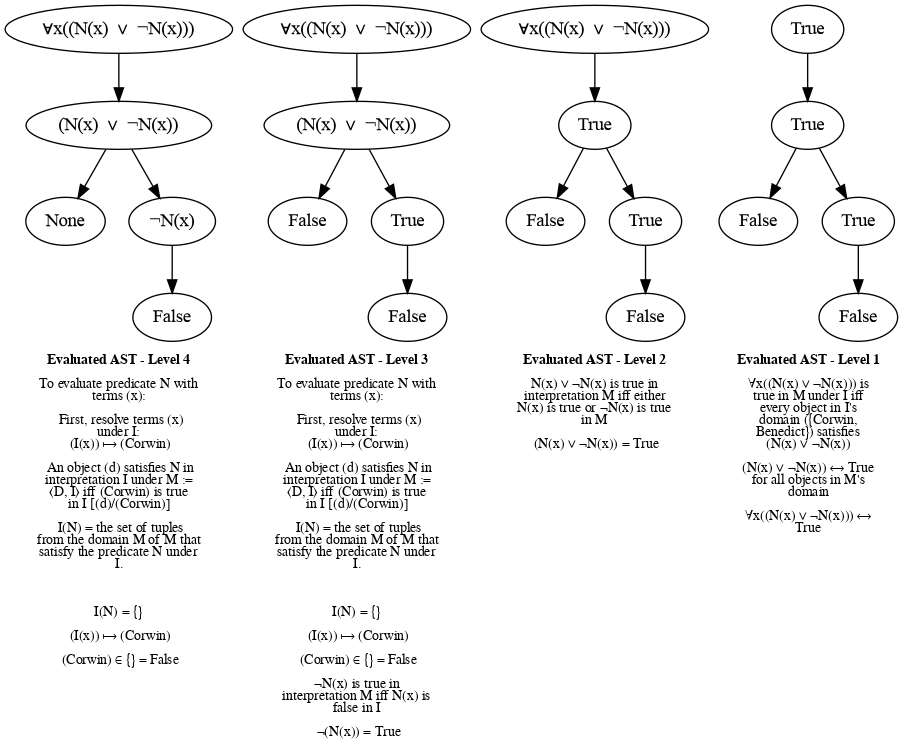 ∀x((N(x) ∨ ¬N(x)))
(N(x) ∨ ¬N(x))
None
¬N(x)
False
Evaluated AST - Level 4
To evaluate predicate N with
terms (x):
First, resolve terms (x)
under I:
(I(x)) ↦ (Corwin)
An object (d) satisfies N in
interpretation I under M :=
⟨D, I⟩ iff (Corwin) is true
in I [(d)/(Corwin)]
I(N) = the set of tuples
from the domain M of M that
satisfy the predicate N under
I.
I(N) = {}
(I(x)) ↦ (Corwin)
(Corwin) ∈ {} = False
∀x((N(x) ∨ ¬N(x)))
(N(x) ∨ ¬N(x))
False
True
False
Evaluated AST - Level 3
To evaluate predicate N with
terms (x):
First, resolve terms (x)
under I:
(I(x)) ↦ (Corwin)
An object (d) satisfies N in
interpretation I under M :=
⟨D, I⟩ iff (Corwin) is true
in I [(d)/(Corwin)]
I(N) = the set of tuples
from the domain M of M that
satisfy the predicate N under
I.
I(N) = {}
(I(x)) ↦ (Corwin)
(Corwin) ∈ {} = False
¬N(x) is true in
interpretation M iff N(x) is
false in I
¬(N(x)) = True
∀x((N(x) ∨ ¬N(x)))
True
False
True
False
Evaluated AST - Level 2
N(x) ∨ ¬N(x) is true in
interpretation M iff either
N(x) is true or ¬N(x) is true
in M
(N(x) ∨ ¬N(x)) = True
True
True
False
True
False
Evaluated AST - Level 1
∀x((N(x) ∨ ¬N(x))) is
true in M under I iff
every object in I's
domain ({Corwin,
Benedict}) satisfies
(N(x) ∨ ¬N(x))
(N(x) ∨ ¬N(x)) ↔ True
for all objects in M's
domain
∀x((N(x) ∨ ¬N(x))) ↔
True